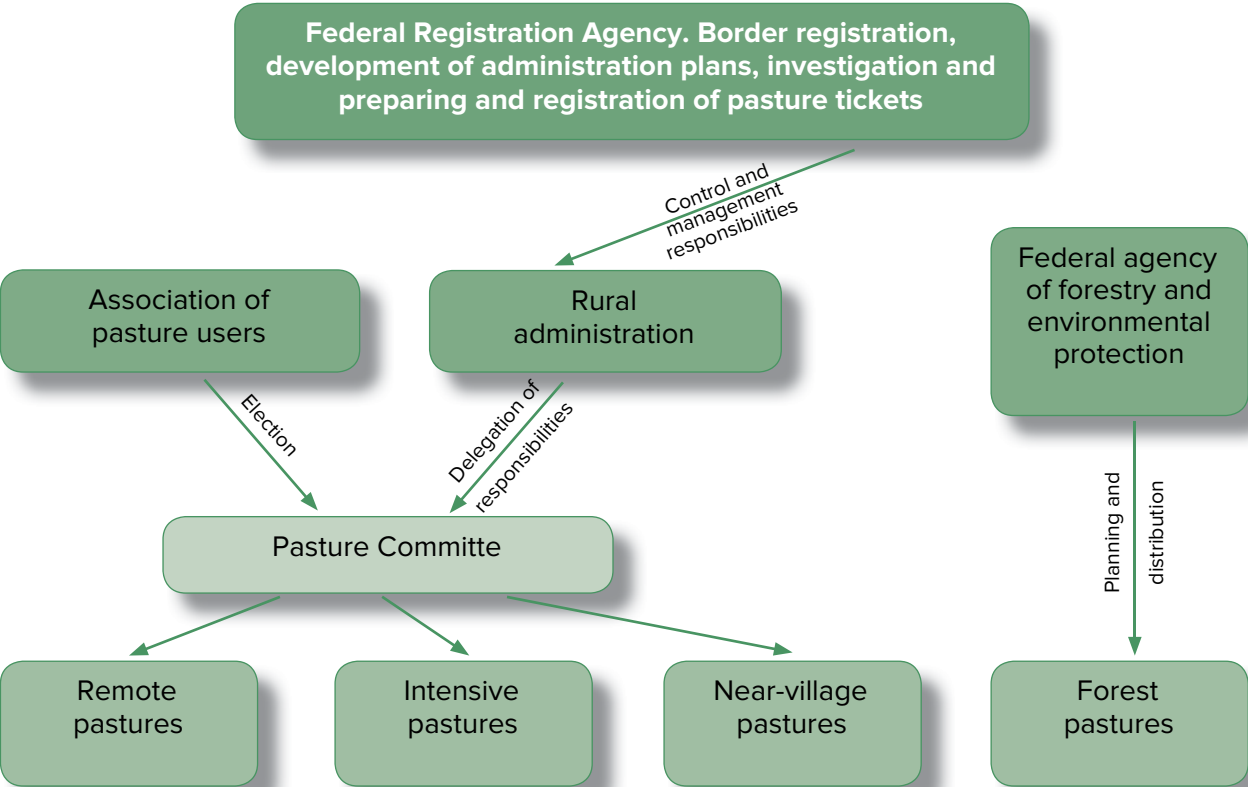 Federal Registration Agency. Border registration,
development of administration plans, investigation and
preparing and registration of pasture tickets
Control and
management
responsibilities
Association of
pasture users
Rural
administration
Federal agency
of forestry and
environmental
protection
Election
Delegation of
responsibilities
Planning and
distribution
Pasture Committe
Remote
pastures
Intensive
pastures
Near-village
pastures
Forest
pastures